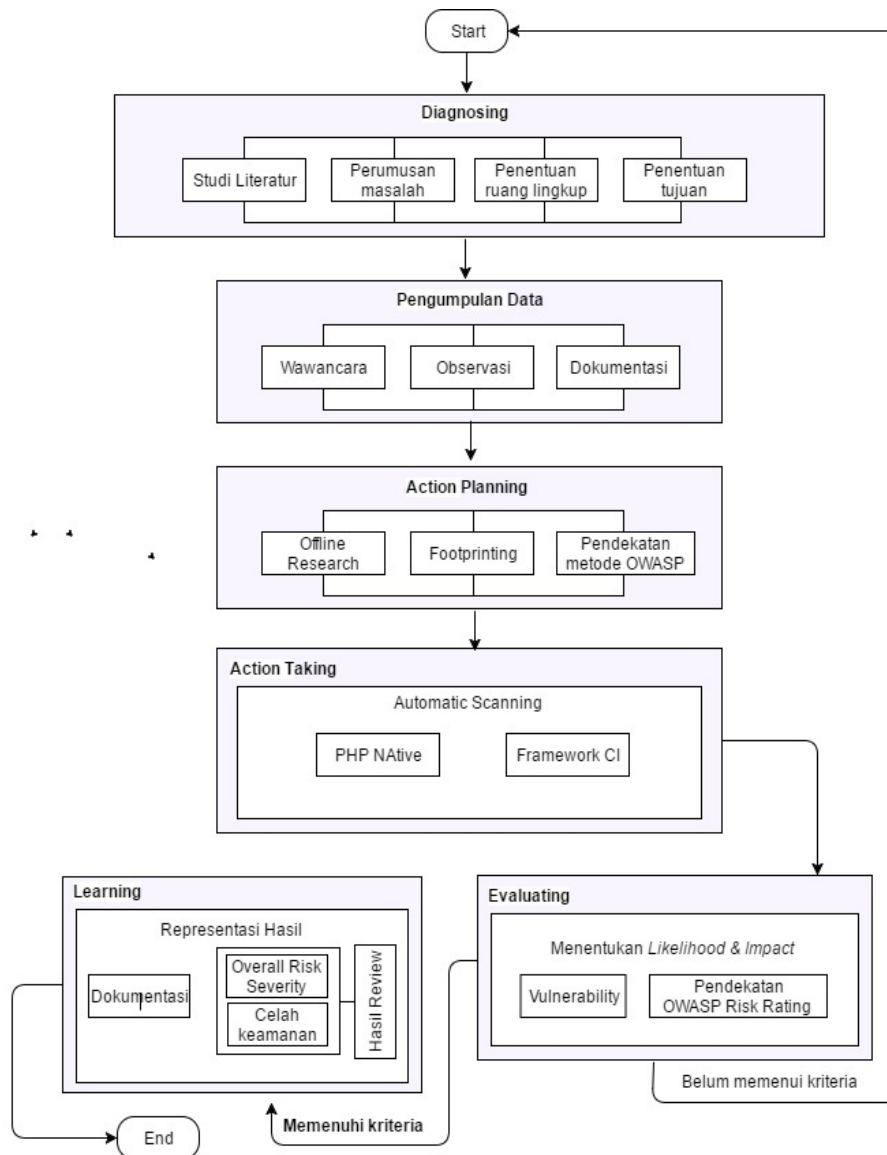 Start
Diagnosing
Studi Literatur
Perumusan
masalah
Penentuan
ruang lingkup
Penentuan
tujuan
Pengumpulan Data
Wawancara
Observasi
Dokumentasi
Action Planning
Offline
Research
Footprinting
Pendekatan
metode OWASP
Action Taking
Automatic Scanning
PHP NAtive
Framework CI
Learning
Representasi Hasil
Dokumentasi
Overall Risk
Severity
Celah
keamanan
Hasil Review
Evaluating
Menentukan Likelihood & Impact
Vulnerability
Pendekatan
OWASP Risk Rating
Belum memenui kriteria
Memenuhi kriteria
End